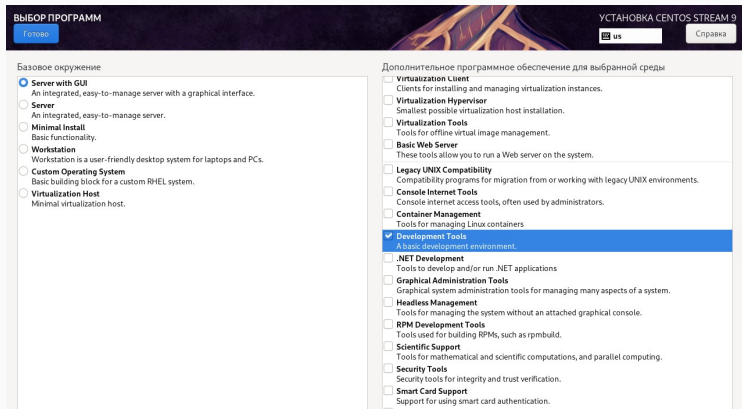 ВЫБОР ПРОГРАММ
Готово
УСТАНОВКА CENTOS STREAM 9
us
Справка
Базовое окружение
Server with GUI
An integrated, easy-to-manage server with a graphical interface.
Server
An integrated, easy-to-manage server.
Minimal Install
Basic functionality.
Workstation
Workstation is a user-friendly desktop system for laptops and PCs.
Custom Operating System
Basic building block for a custom RHEL system.
Virtualization Host
Minimal virtualization host.
Дополнительное программное обеспечение для выбранной среды
Virtualization Client
Clients for installing and managing virtualization instances.
Virtualization Hypervisor
Smallest possible virtualization host installation.
Virtualization Tools
Tools for offline virtual image management.
Basic Web Server
These tools allow you to run a Web server on the system.
Legacy UNIX Compatibility
Compatibility programs for migration from or working with legacy UNIX environments.
Console Internet Tools
Console internet access tools, often used by administrators.
Container Management
Tools for managing Linux containers
Development Tools
A basic development environment.
.NET Development
Tools to develop and/or run .NET applications
Graphical Administration Tools
Graphical system administration tools for managing many aspects of a system.
Headless Management
Tools for managing the system without an attached graphical console.
RPM Development Tools
Tools used for building RPMs, such as rpmbuild.
Scientific Support
Tools for mathematical and scientific computations, and parallel computing.
Security Tools
Security tools for integrity and trust verification.
Smart Card Support
Support for using smart card authentication.